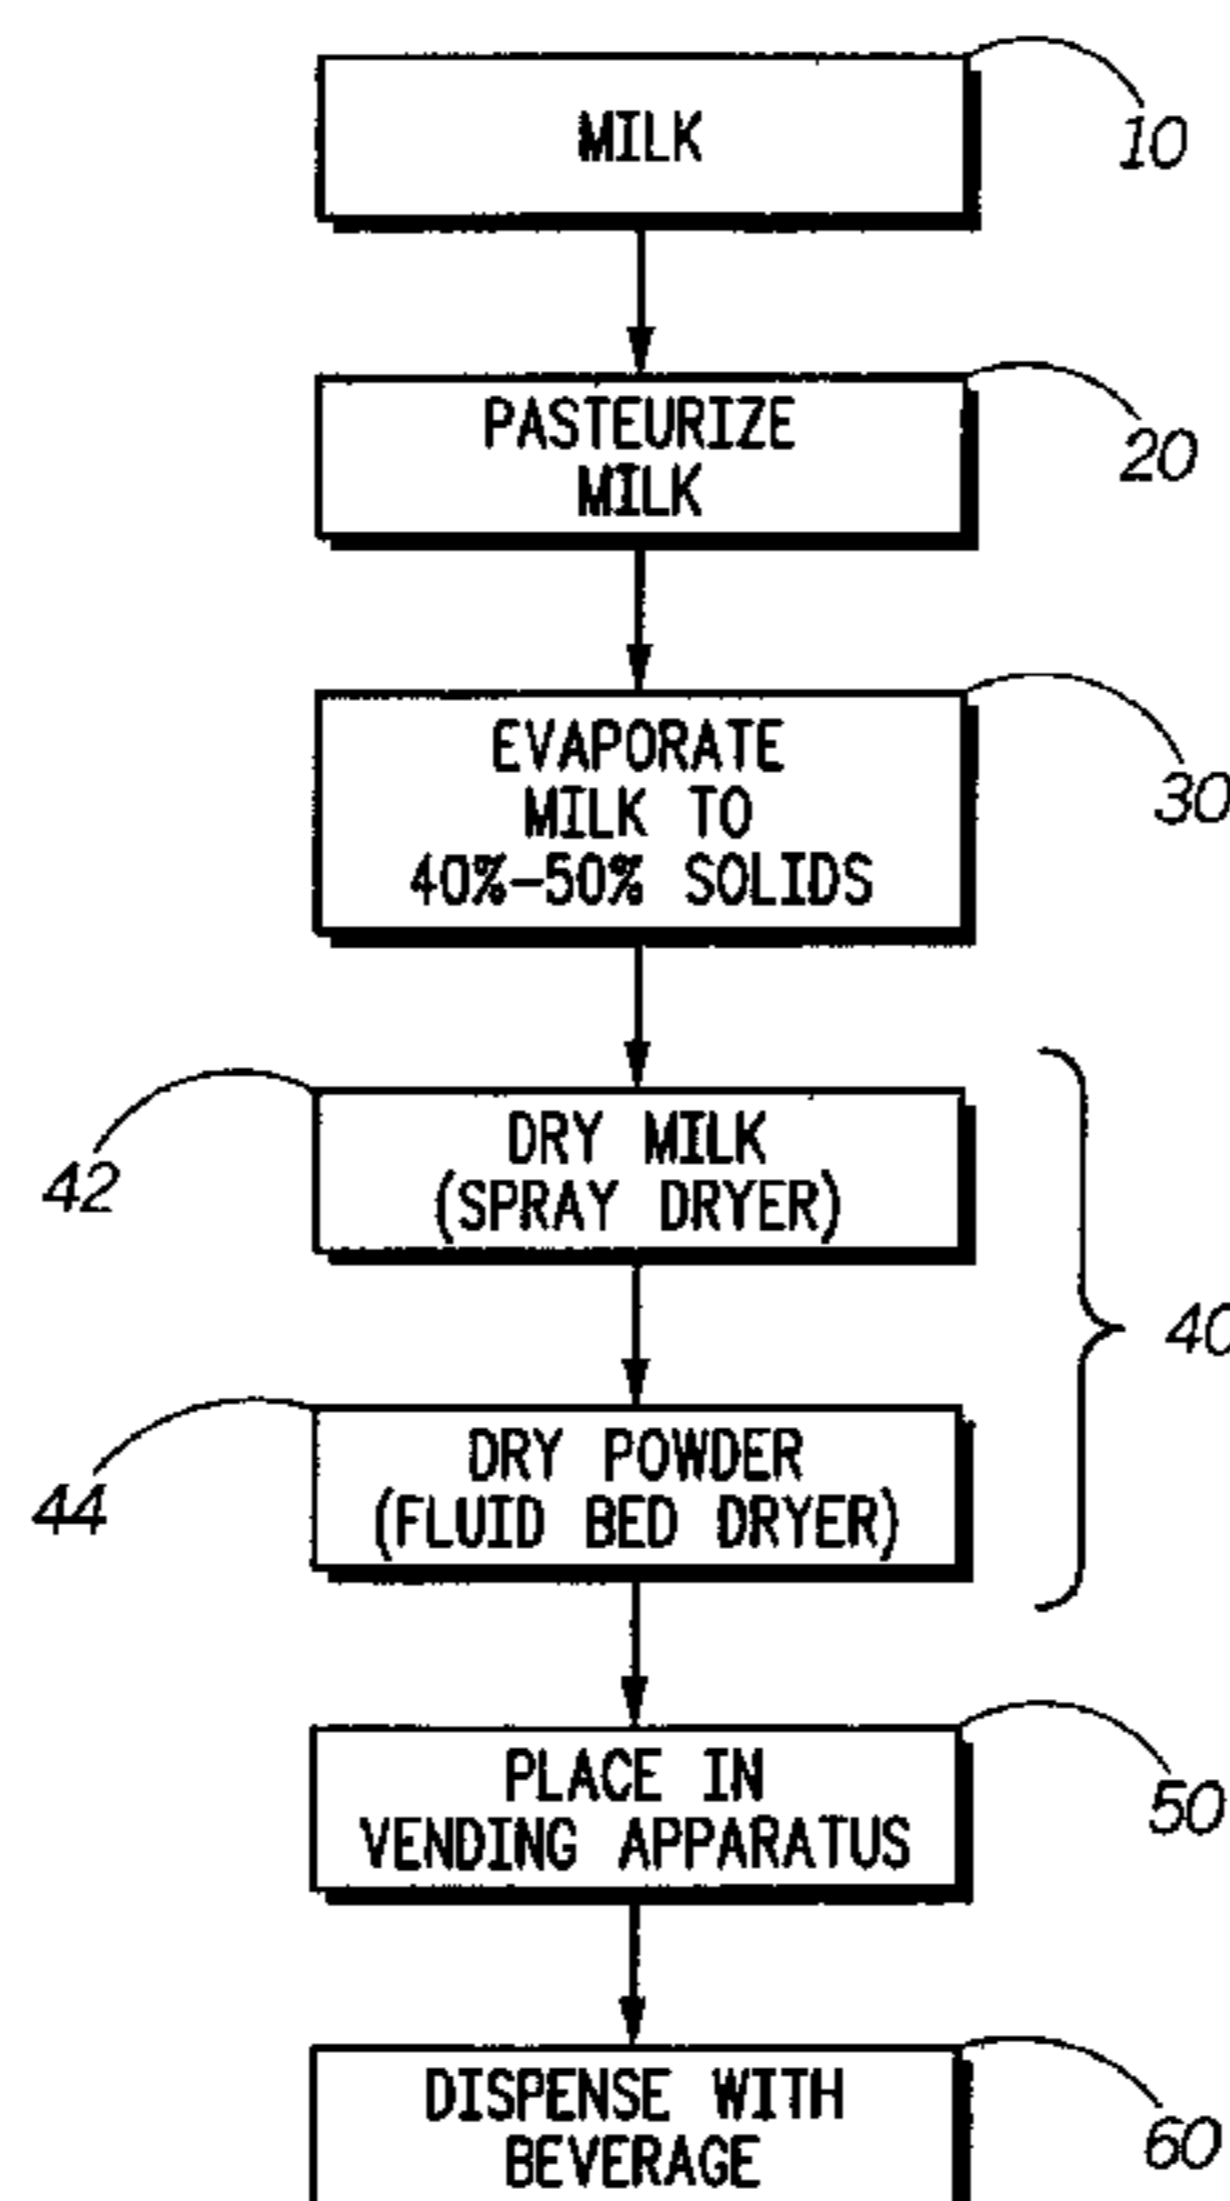 MILK
10
PASTEURIZE
MILK
20
EVAPORATE
MILK TO
40%-50% SOLIDS
30
42
DRY MILK
(SPRAY DRYER)
40
44
DRY POWDER
(FLUID BED DRYER)
PLACE IN
VENDING APPARATUS
50
DISPENSE WITH
BEVERAGE
60